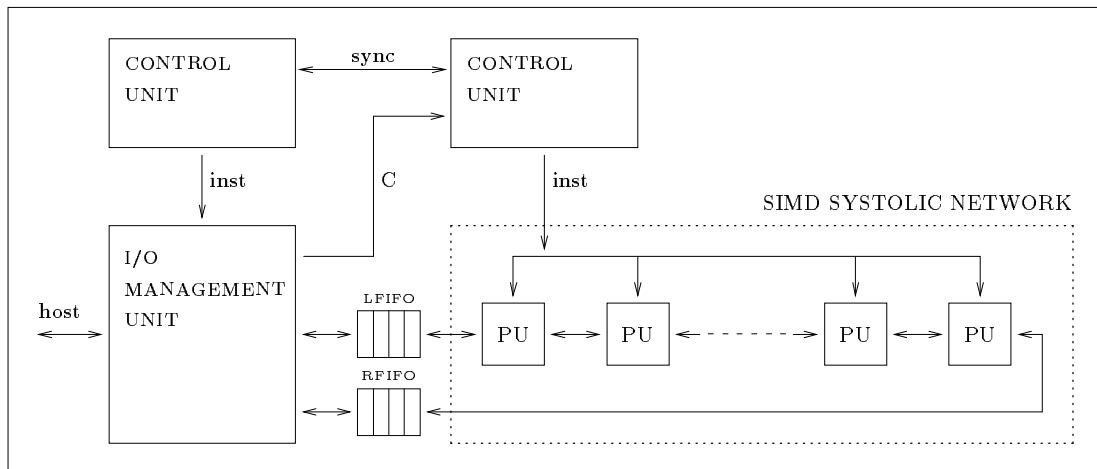 CONTROL
UNIT
sync
CONTROL
UNIT
inst
C
inst
SIMD SYSTOLIC NETWORK
I/O
MANAGEMENT
UNIT
host
LFIFO
PU
PU
PU
PU
RFIFO